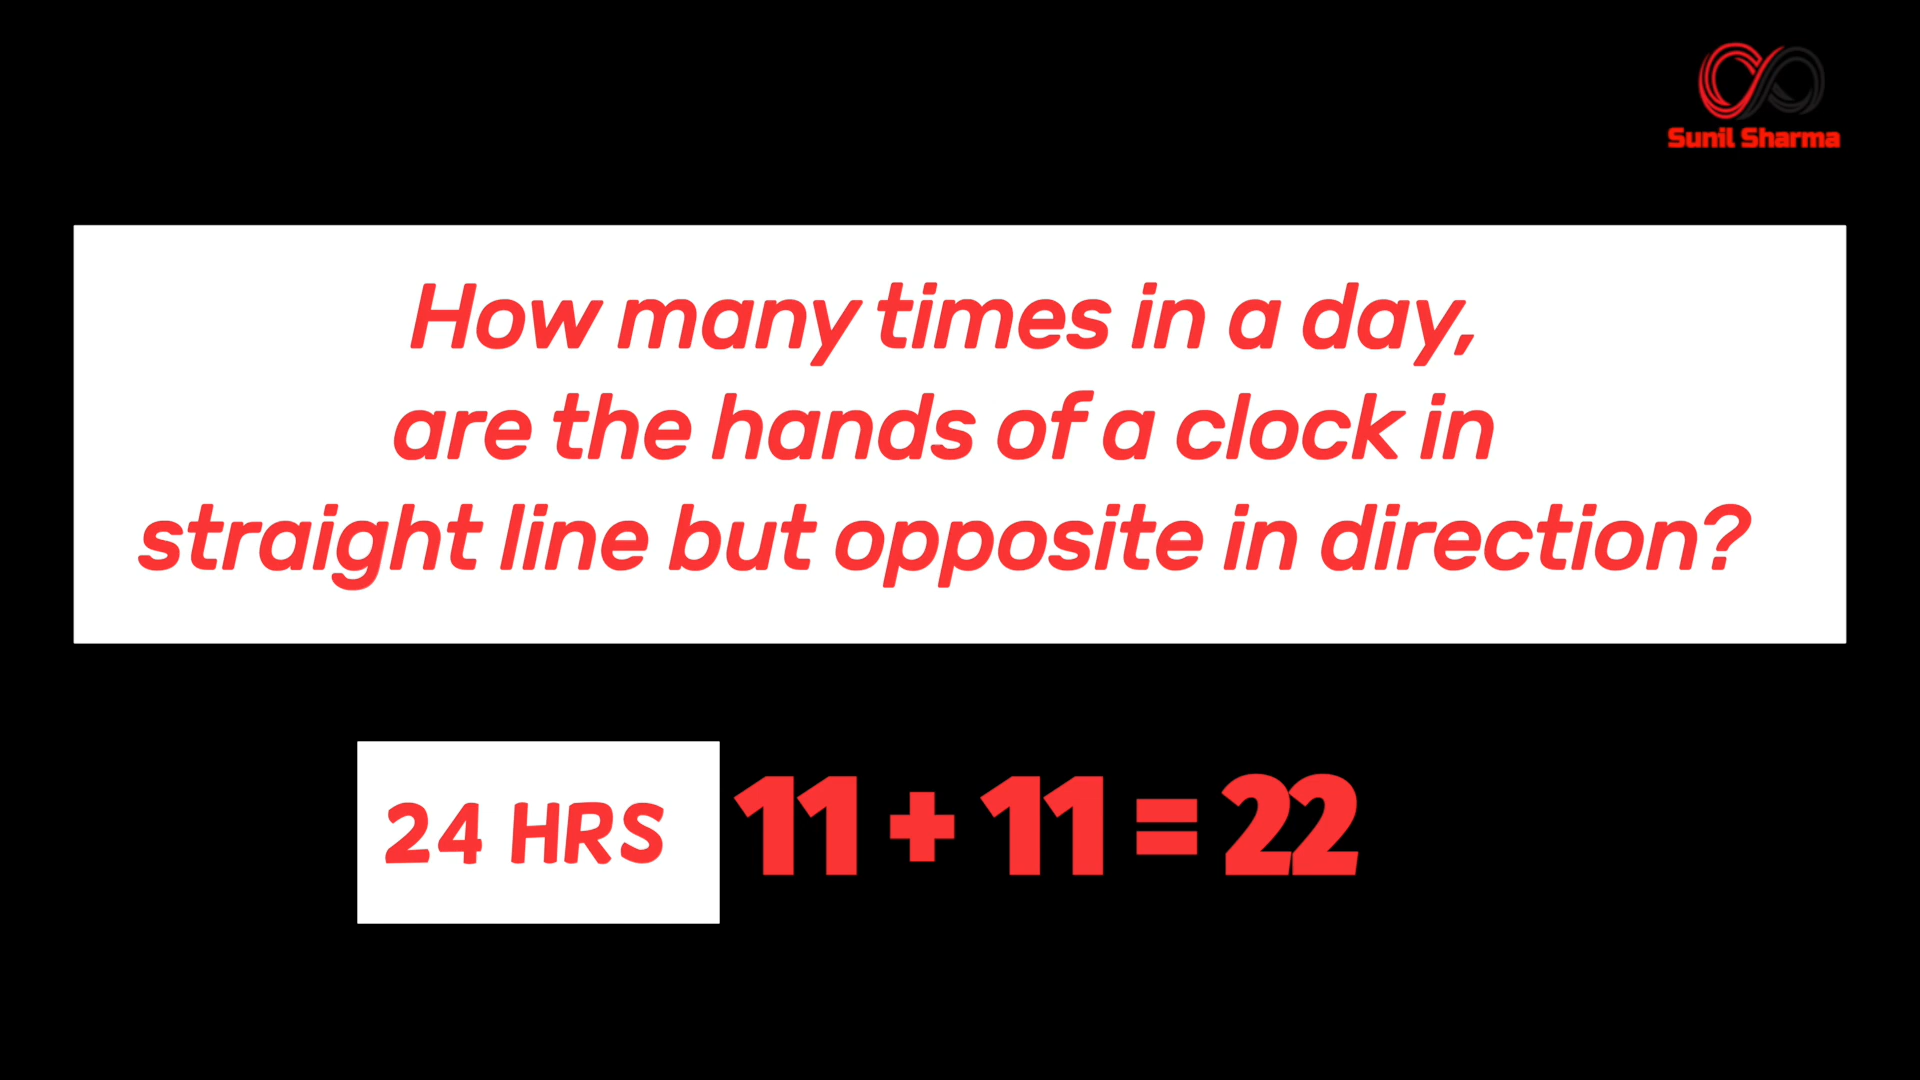 Sunil Sharma
How many times in a day,
are the hands of a clock in
straight line but opposite in direction?
24 HRS 11 + 11 = 22